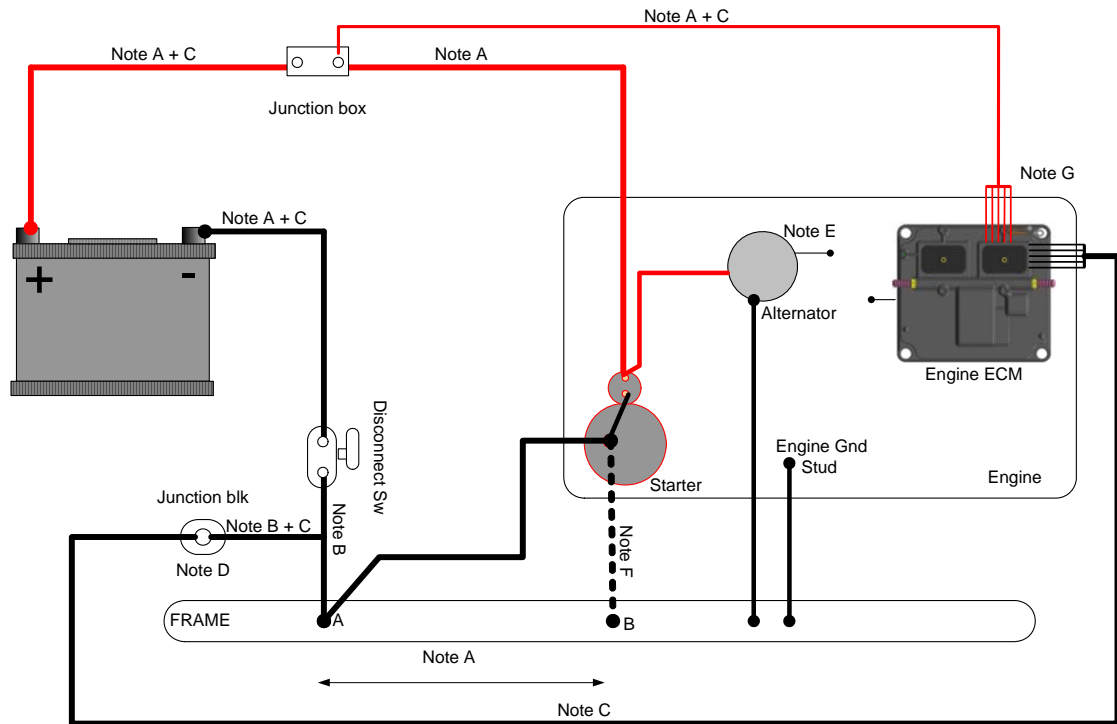 Note A + C
Note A + C
Note A
Junction box
Note G
Note A + C
+
-
Note E
Alternator
Engine ECM
Disconnect Sw
Engine Gnd
Stud
Engine
Starter
Junction blk
Note B + C
Note B
Note D
Note F
FRAME
A
B
Note A
Note C